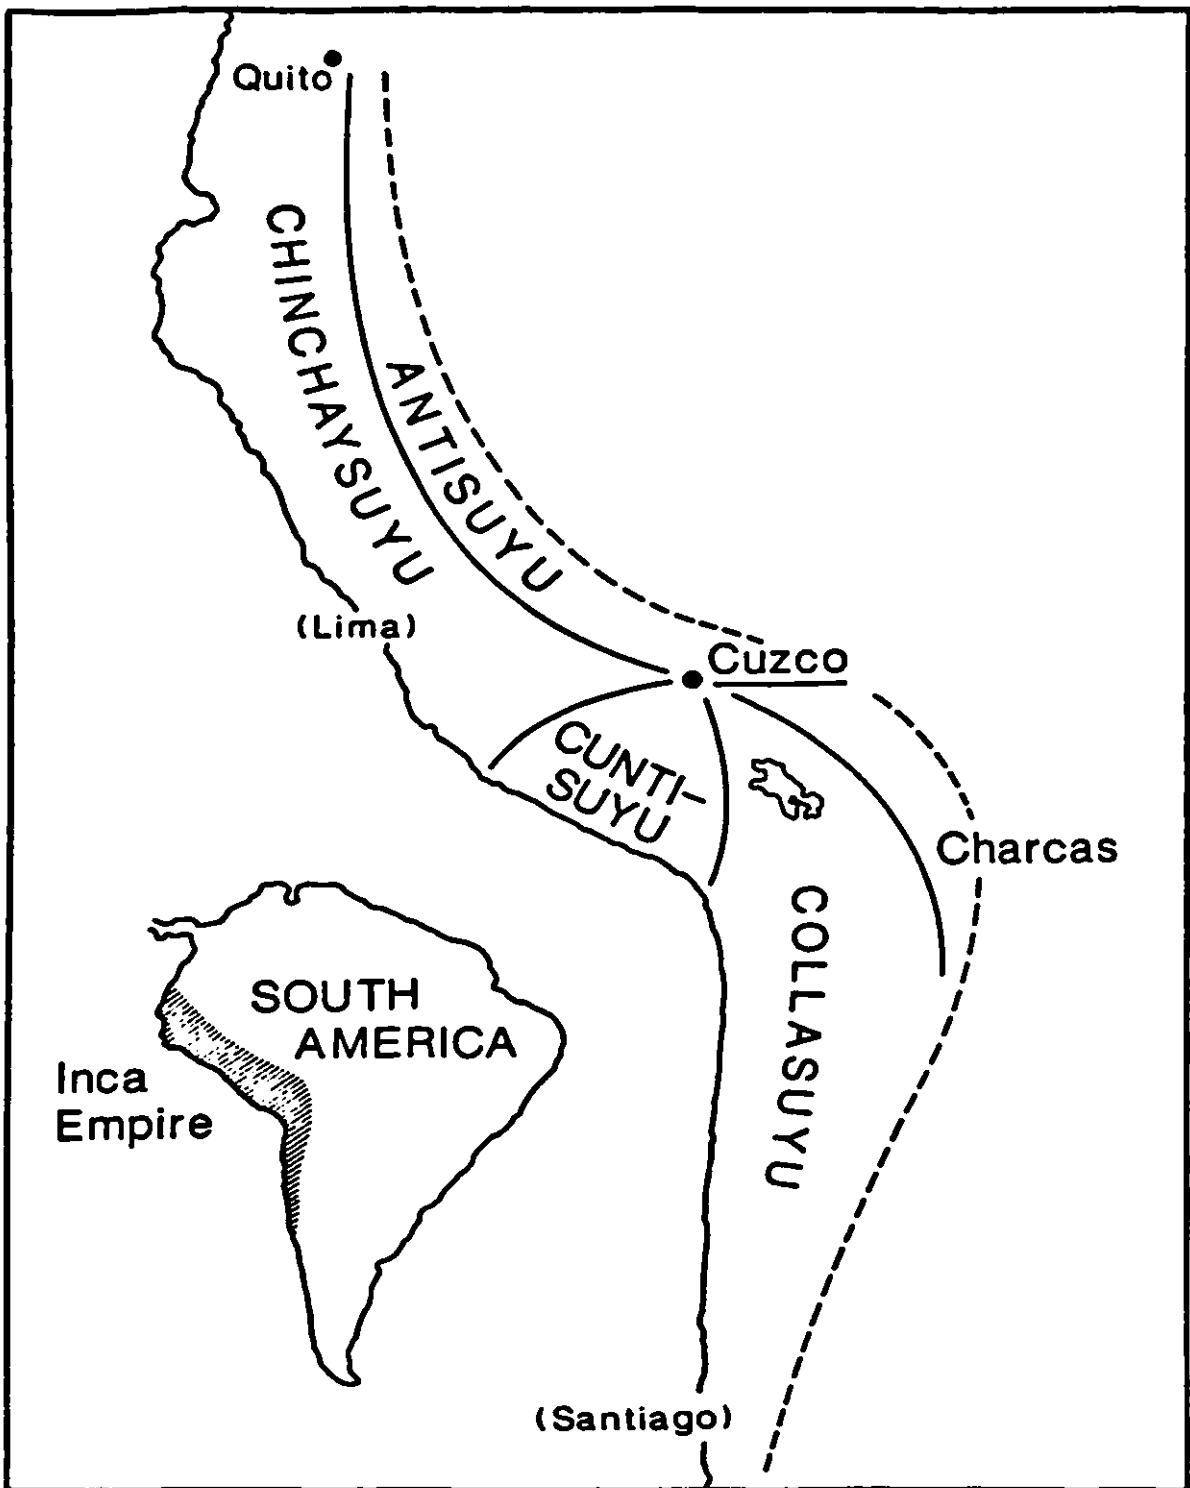 Quito
CHINCHAYSUYU
ANTISUYU
(Lima)
Cuzco
CUNTI-
SUYU
Charcas
COLLASUYU
SOUTH
AMERICA
Inca
Empire
(Santiago)